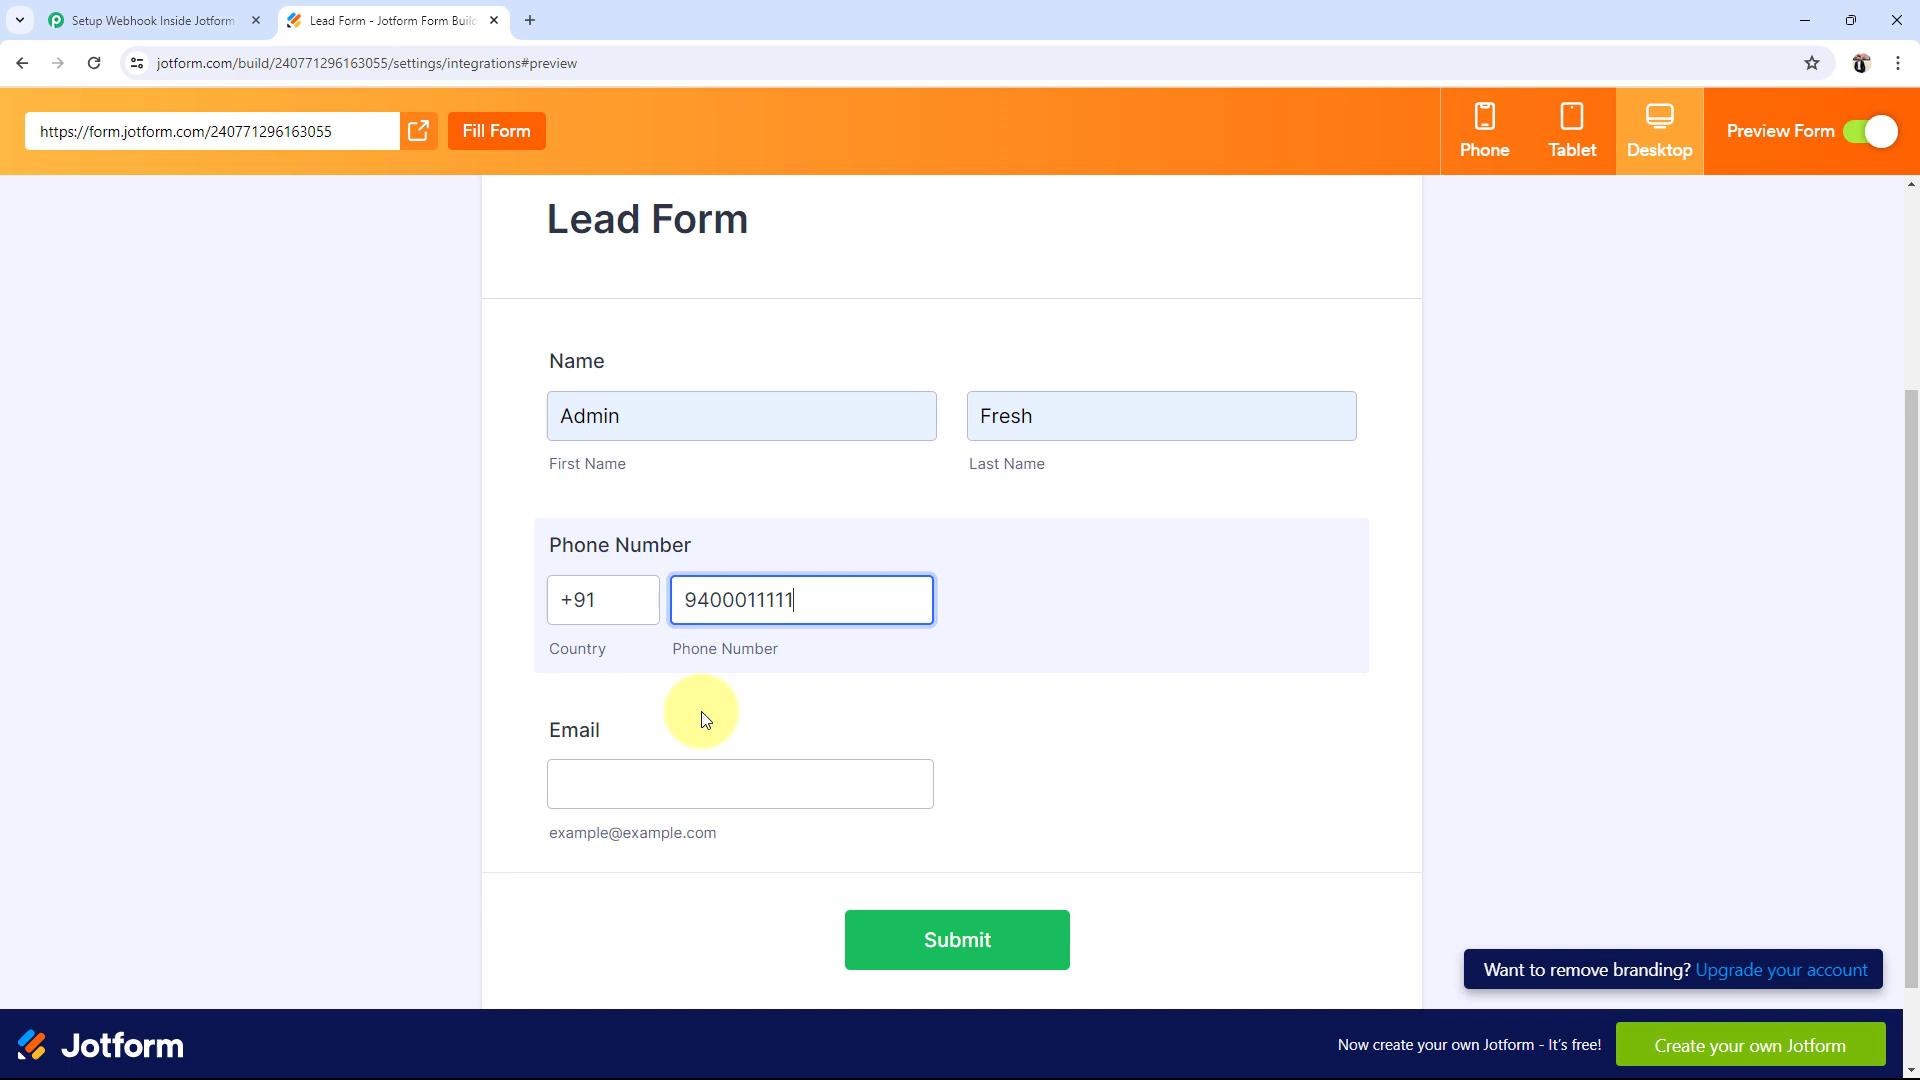 Setup Webhook Inside Jotform
Lead Form - Jotform Form Builc
jotform.com/build/240771296163055/settings/integrations#preview
https://form.jotform.com/240771296163055
Fill Form
Phone
Tablet
Desktop
Preview Form
Lead Form
Name
Admin
Fresh
First Name
Last Name
Phone Number
+91
9400011111
Country
Phone Number
Email
example@example.com
Submit
Want to remove branding? Upgrade your account
Jotform
Now create your own Jotform - It's free!
Create your own Jotform